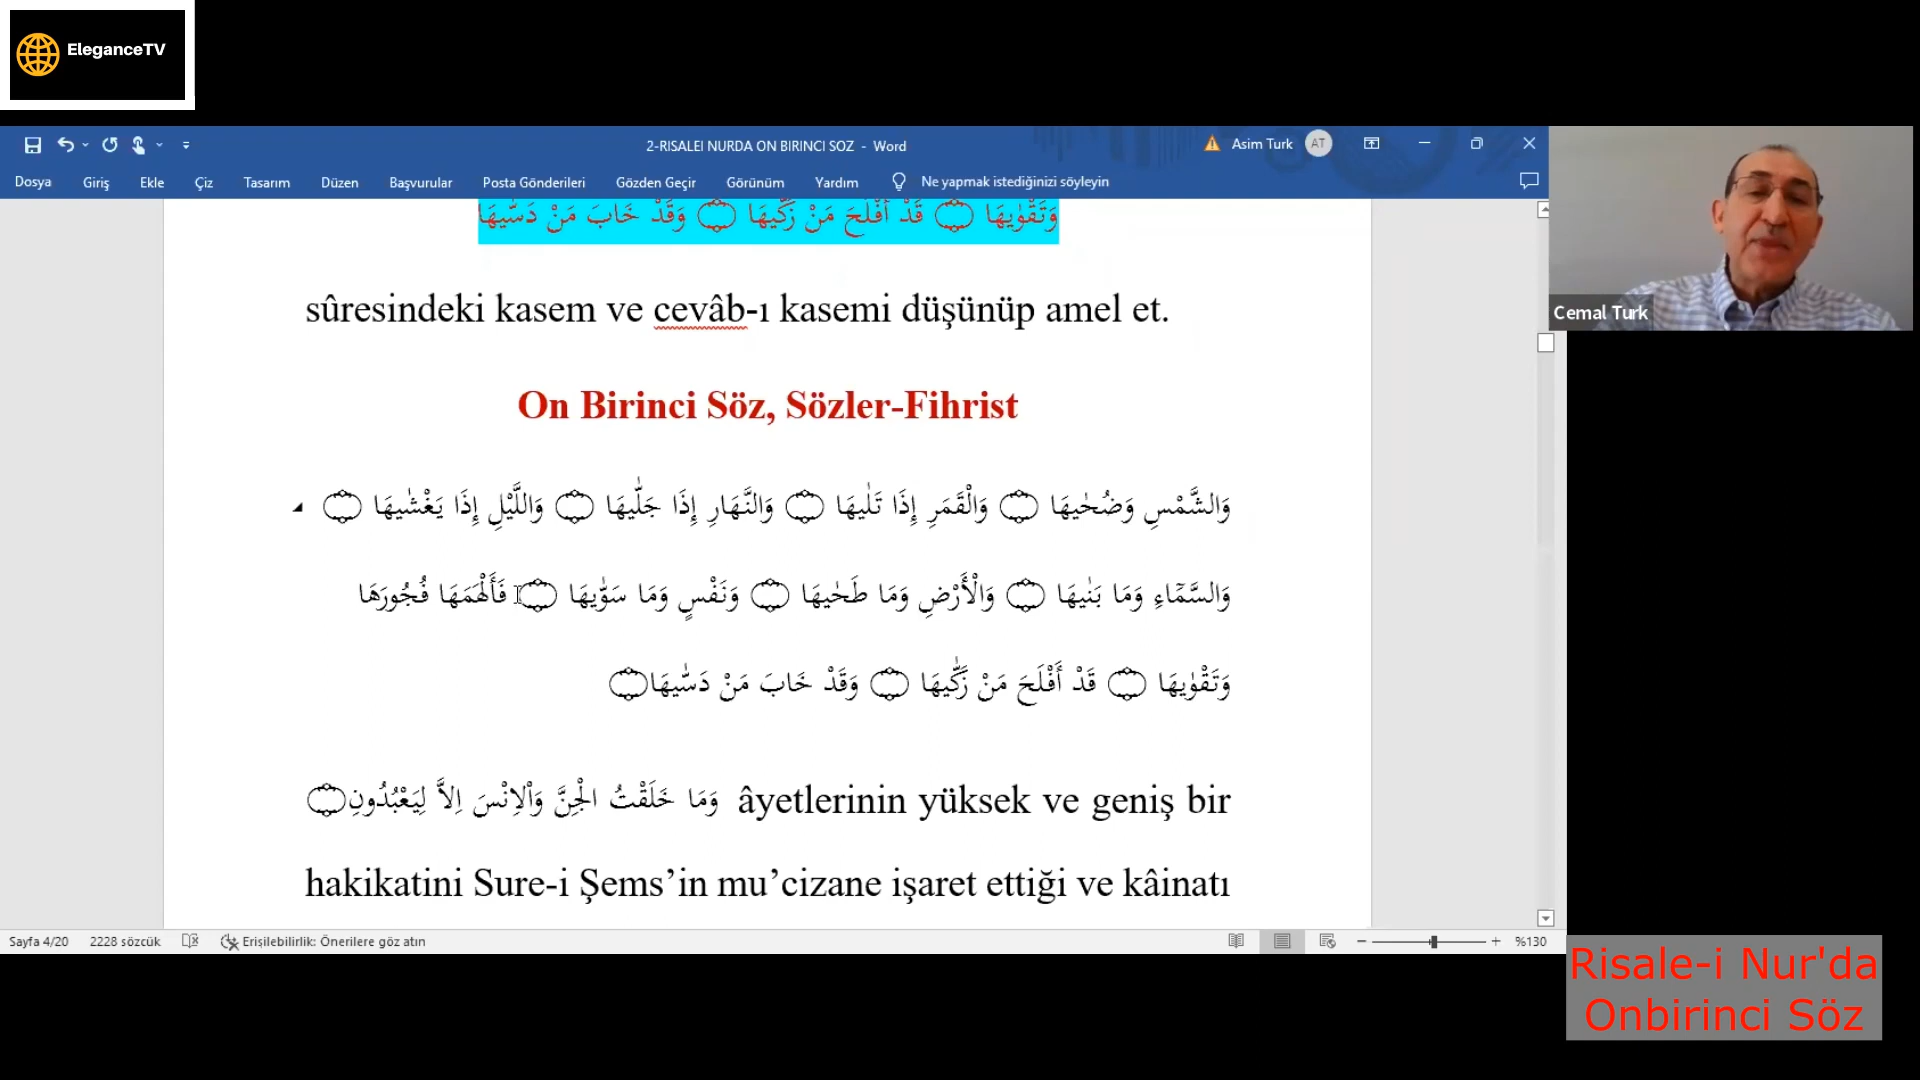 EleganceTV
2-RISALEI NURDA ON BIRINCI SOZ - Word
Asim Turk
AT
Dosya Giriş Ekle Çiz Tasarım Düzen Başvurular Posta Gönderileri Gözden Geçir Görünüm Yardım Ne yapmak istediğinizi söyleyin
وَتَقْوٰيهَا ۝ قَدْ أَفْلَحَ مَنْ زَكّٰيهَا ۝ وَقَدْ خَابَ مَنْ دَسّٰيهَا
sûresindeki kasem ve cevâb-ı kasemi düşünüp amel et.
On Birinci Söz, Sözler-Fihrist
وَالشَّمْسِ وَضُحٰيهَا ۝ وَالْقَمَرِ إِذَا تَلٰيهَا ۝ وَالنَّهَارِ إِذَا جَلّٰيهَا ۝ وَاللَّيْلِ إِذَا يَغْشٰيهَا ۝
وَالسَّمَٓاءِ وَمَا بَنٰيهَا ۝ وَالْأَرْضِ وَمَا طَحٰيهَا ۝ وَنَفْسٍ وَمَا سَوّٰيهَا ۝ فَأَلْهَمَهَا فُجُورَهَا
وَتَقْوٰيهَا ۝ قَدْ أَفْلَحَ مَنْ زَكّٰيهَا ۝ وَقَدْ خَابَ مَنْ دَسّٰيهَا۝
وَمَا خَلَقْتُ الْجِنَّ وَاْلاِنْسَ اِلاَّ لِيَعْبُدُونِ۝ âyetlerinin yüksek ve geniş bir
hakikatini Sure-i Şems’in mu’cizane işaret ettiği ve kâinatı
Sayfa 4/20 2228 sözcük Erişilebilirlik: Önerilere göz atın %130
Cemal Turk
Risale-i Nur'da
Onbirinci Söz